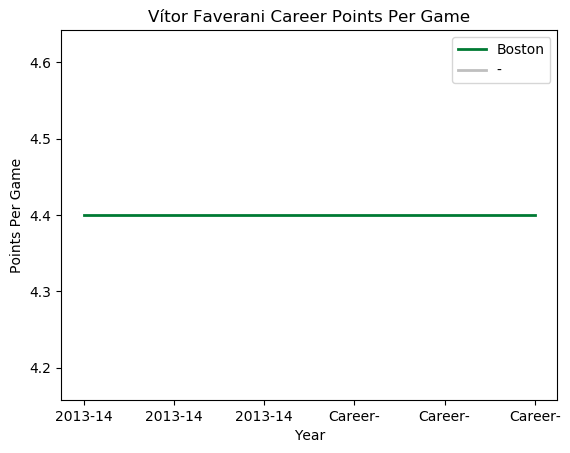 Vítor Faverani Career Points Per Game
Boston
-
4.6
4.5
4.4
4.3
4.2
Points Per Game
2013-14 2013-14 2013-14 Career- Career- Career-
Year